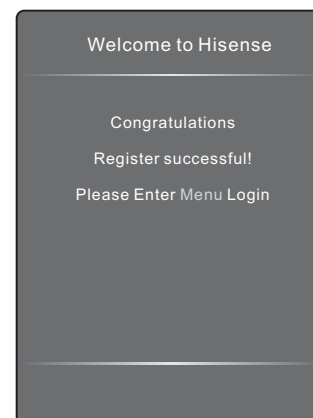 Welcome to Hisense
Congratulations
Register successful!
Please Enter Menu Login